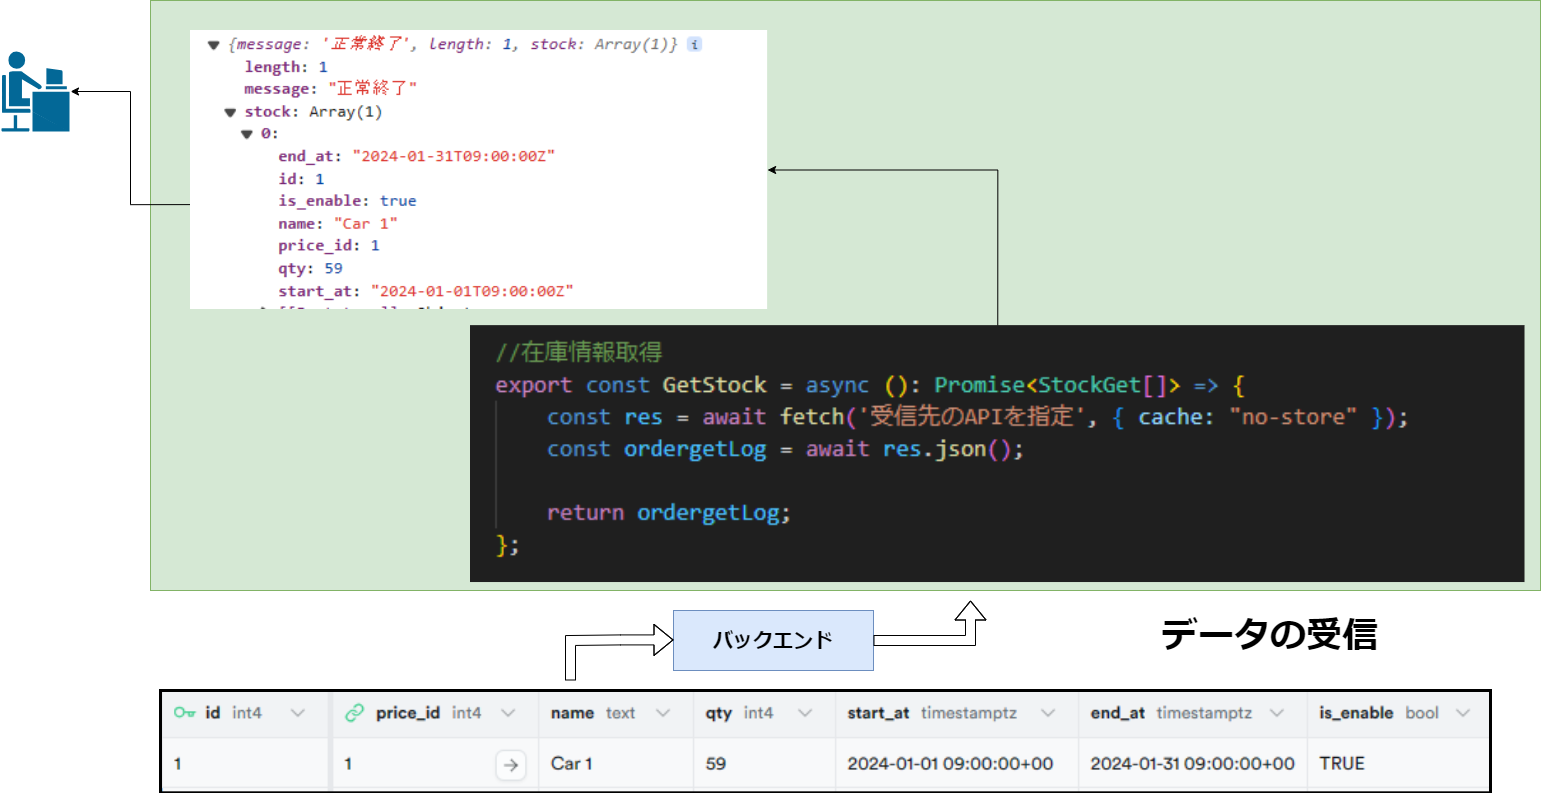 {message: '正常終了', length: 1, stock: Array(1)} i
length: 1
message: "正常終了"
stock: Array(1)
0:
end_at: "2024-01-31T09:00:00Z"
id: 1
is_enable: true
name: "Car 1"
price_id: 1
qty: 59
start_at: "2024-01-01T09:00:00Z"
//在庫情報取得
export const GetStock = async (): Promise<StockGet[]> => {
const res = await fetch('受信先のAPIを指定', { cache: "no-store" });
const ordergetLog = await res.json();
return ordergetLog;
};
バックエンド
データの受信
id int4 price_id int4 name text qty int4 start_at timestamptz end_at timestamptz is_enable bool
1 1 Car 1 59 2024-01-01 09:00:00+00 2024-01-31 09:00:00+00 TRUE